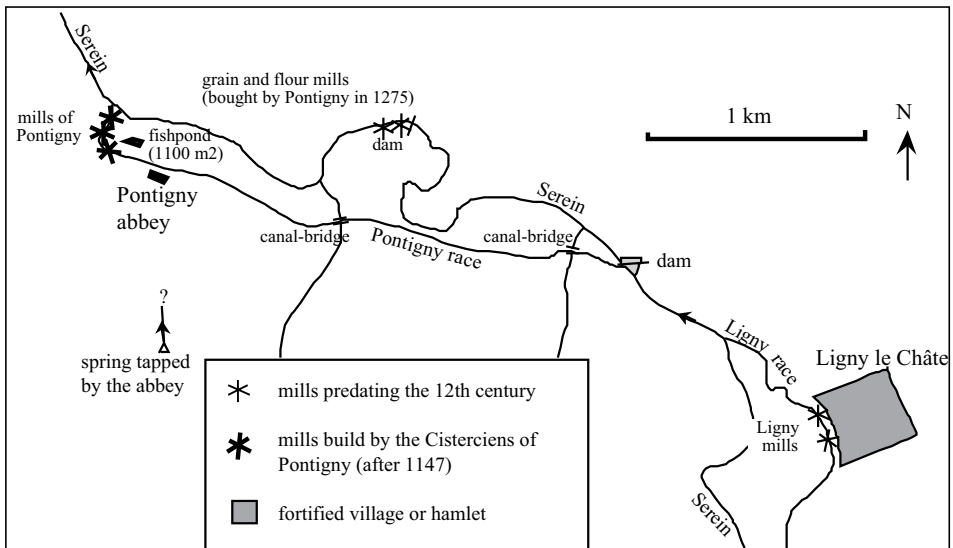 Serein
grain and flour mills
(bought by Pontigny in 1275)
mills of
Pontigny
fishpond
(1100 m2)
dam
1 km
N
Pontigny
abbey
Serein
canal-bridge
Pontigny race
canal-bridge
dam
?
spring tapped
by the abbey
Ligny race
Ligny le Châte
Ligny
mills
Serein
mills predating the 12th century
mills build by the Cisterciens of
Pontigny (after 1147)
fortified village or hamlet